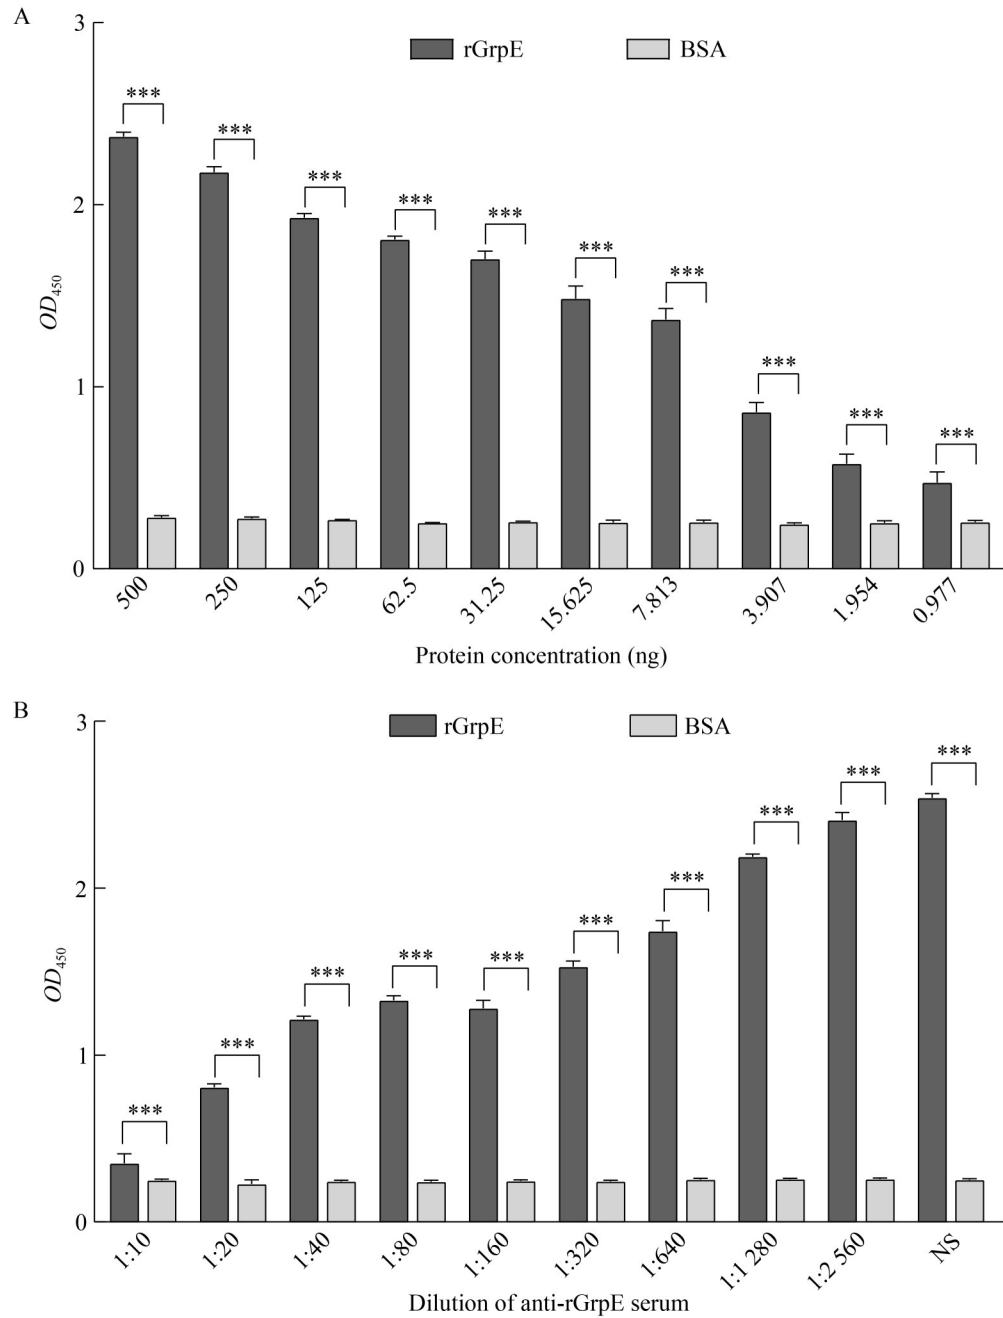 A
3
rGrpE BSA
*** *** *** *** *** *** *** *** *** ***
2
OD450
1
0
500 250 125 62.5 31.25 15.625 7.813 3.907 1.954 0.977
Protein concentration (ng)
B
3
rGrpE BSA
*** *** *** *** *** *** *** *** *** ***
2
OD450
1
0
1:10 1:20 1:40 1:80 1:160 1:320 1:640 1:1 280 1:2 560 NS
Dilution of anti-rGrpE serum